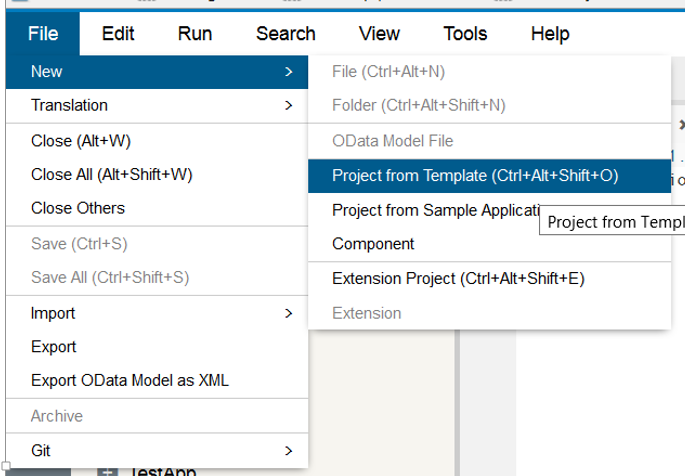 File Edit Run Search View Tools Help
New
Translation
Close (Alt+W)
Close All (Alt+Shift+W)
Close Others
Save (Ctrl+S)
Save All (Ctrl+Shift+S)
Import
Export
Export OData Model as XML
Archive
Git
File (Ctrl+Alt+N)
Folder (Ctrl+Alt+Shift+N)
OData Model File
Project from Template (Ctrl+Alt+Shift+O)
Project from Sample Applicati
Project from Templ
Component
Extension Project (Ctrl+Alt+Shift+E)
Extension
TestApp